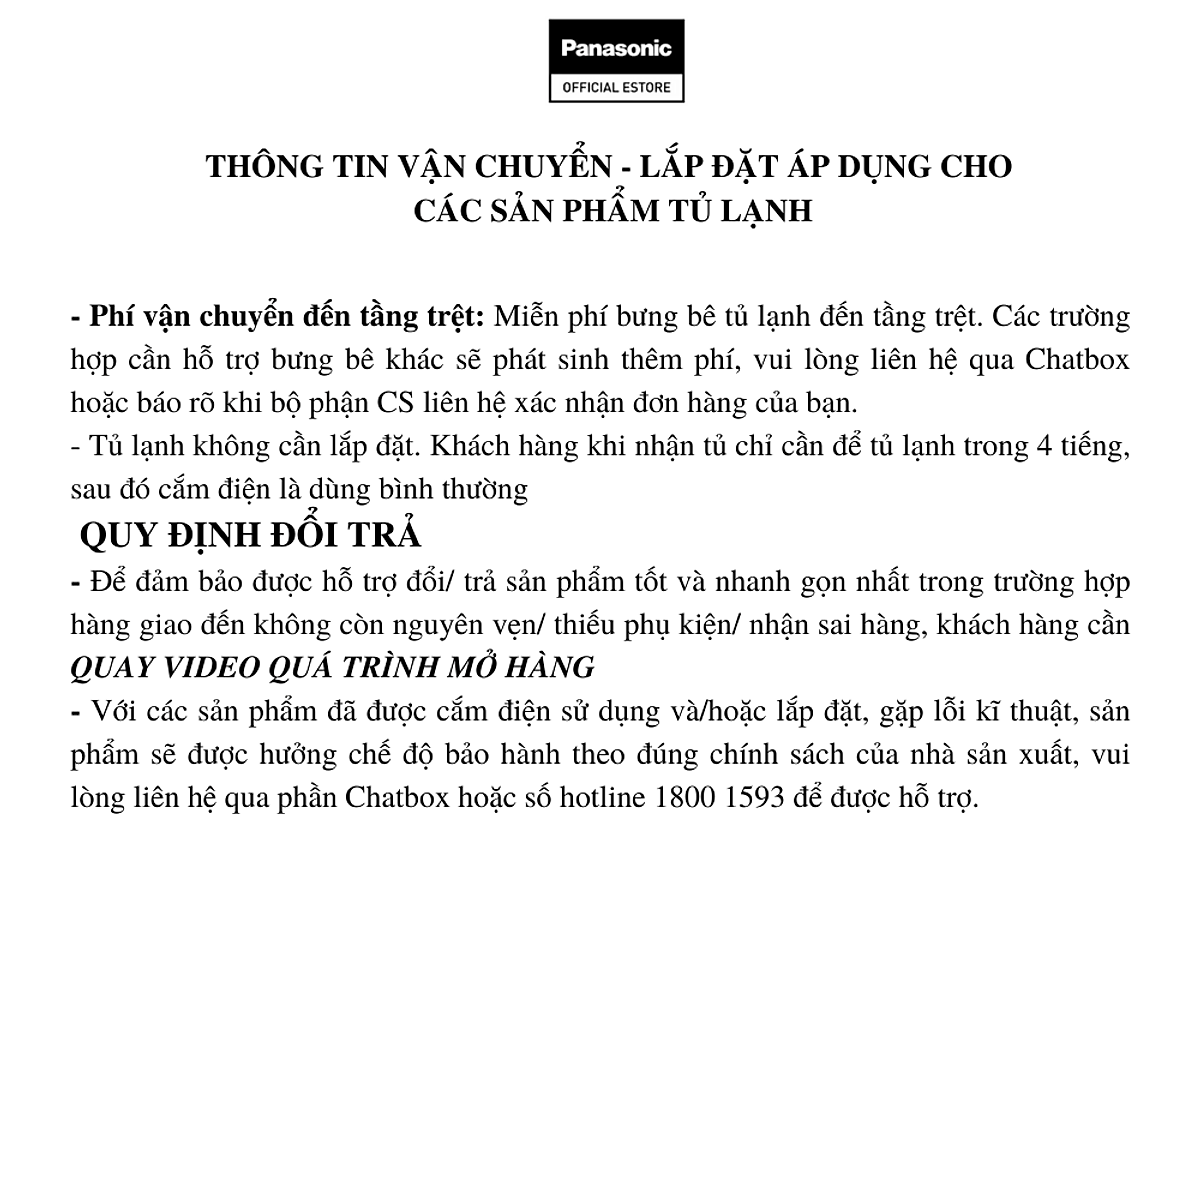 Panasonic
OFFICIAL ESTORE
THÔNG TIN VẬN CHUYỂN - LẮP ĐẶT ÁP DỤNG CHO
CÁC SẢN PHẨM TỦ LẠNH
- Phí vận chuyển đến tầng trệt: Miễn phí bưng bê tủ lạnh đến tầng trệt. Các trường
hợp cần hỗ trợ bưng bê khác sẽ phát sinh thêm phí, vui lòng liên hệ qua Chatbox
hoặc báo rõ khi bộ phận CS liên hệ xác nhận đơn hàng của bạn.
- Tủ lạnh không cần lắp đặt. Khách hàng khi nhận tủ chỉ cần để tủ lạnh trong 4 tiếng,
sau đó cắm điện là dùng bình thường
QUY ĐỊNH ĐỔI TRẢ
- Để đảm bảo được hỗ trợ đổi/ trả sản phẩm tốt và nhanh gọn nhất trong trường hợp
hàng giao đến không còn nguyên vẹn/ thiếu phụ kiện/ nhận sai hàng, khách hàng cần
QUAY VIDEO QUÁ TRÌNH MỞ HÀNG
- Với các sản phẩm đã được cắm điện sử dụng và/hoặc lắp đặt, gặp lỗi kĩ thuật, sản
phẩm sẽ được hưởng chế độ bảo hành theo đúng chính sách của nhà sản xuất, vui
lòng liên hệ qua phần Chatbox hoặc số hotline 1800 1593 để được hỗ trợ.